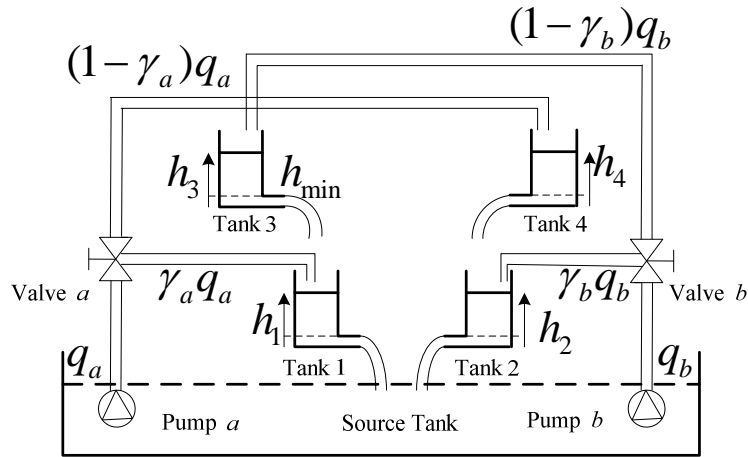 (1-γ_b)q_b
(1-γ_a)q_a
h_3
h_min
h_4
Tank 3
Tank 4
Valve a
γ_a q_a
γ_b q_b
Valve b
h_1
h_2
Tank 1
Tank 2
q_a
q_b
Pump a
Source Tank
Pump b